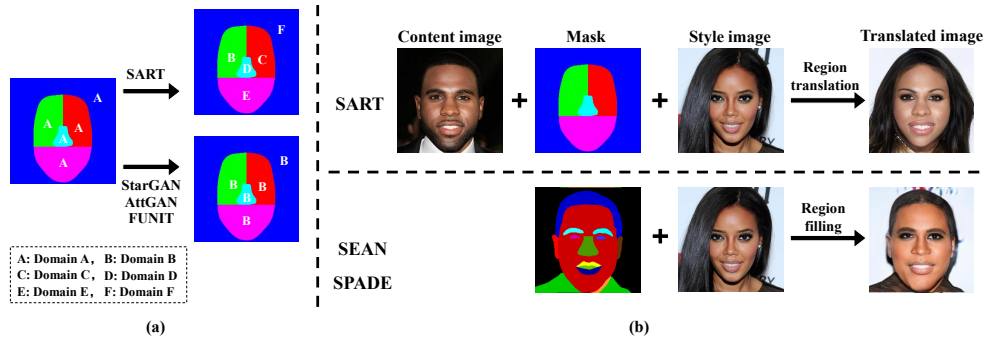 A
A
A
A
A
SART
StarGAN
AttGAN
FUNIT
F
B
C
D
E
B
B
B
B
B
A: Domain A, B: Domain B
C: Domain C, D: Domain D
E: Domain E, F: Domain F
(a)
Content image
Mask
Style image
Translated image
SART
+
+
Region
translation
SEAN
SPADE
+
Region
filling
(b)